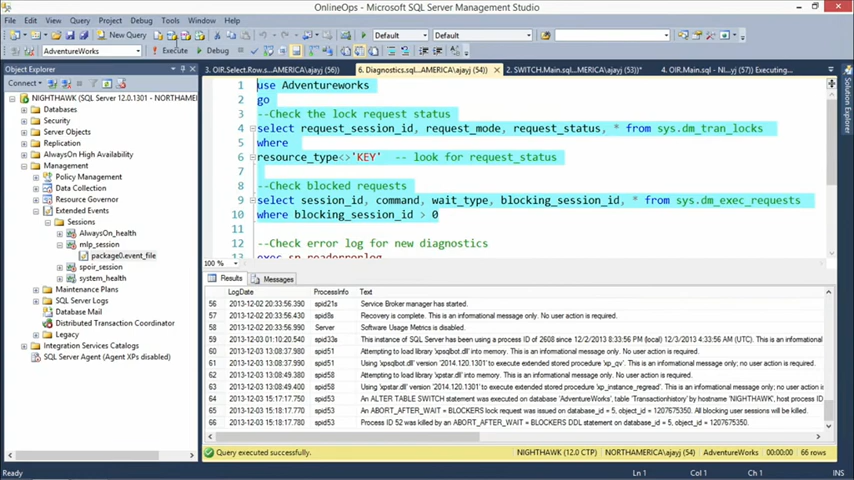 OnlineOps - Microsoft SQL Server Management Studio
File Edit View Query Project Debug Tools Window Help
New Query
Default
Default
AdventureWorks
Execute
Debug
Object Explorer
3. OIR.Select.Row.s...AMERICA\ajayj (56))
6. Diagnostics.sql...AMERICA\ajayj (54))
2. SWITCH.Main.sql...AMERICA\ajayj (53))*
4. OIR.Main.sql - NI...yj (57)) Executing...
Solution Explorer
Connect
NIGHTHAWK (SQL Server 12.0.1301 - NORTHAMERI
Databases
Security
Server Objects
Replication
AlwaysOn High Availability
Management
Policy Management
Data Collection
Resource Governor
Extended Events
Sessions
AlwaysOn_health
mlp_session
package0.event_file
spoir_session
system_health
Maintenance Plans
SQL Server Logs
Database Mail
Distributed Transaction Coordinator
Legacy
Integration Services Catalogs
SQL Server Agent (Agent XPs disabled)
1 use Adventureworks
2 go
3 --Check the lock request status
4 select request_session_id, request_mode, request_status, * from sys.dm_tran_locks
5 where
6 resource_type<>'KEY' -- look for request_status
7
8 --Check blocked requests
9 select session_id, command, wait_type, blocking_session_id, * from sys.dm_exec_requests
10 where blocking_session_id > 0
11
12 --Check error log for new diagnostics
13 exec sp_readerrorlog
100 %
Results Messages
LogDate ProcessInfo Text
56 2013-12-02 20:33:56.390 spid21s Service Broker manager has started.
57 2013-12-02 20:33:56.430 spid8s Recovery is complete. This is an informational message only. No user action is required.
58 2013-12-02 20:33:56.990 Server Software Usage Metrics is disabled.
59 2013-12-03 01:10:20.540 spid33s This instance of SQL Server has been using a process ID of 2608 since 12/2/2013 8:33:56 PM (local) 12/3/2013 4:33:56 AM (UTC). This is an informational
60 2013-12-03 13:08:37.980 spid51 Attempting to load library 'xpsqlbot.dll' into memory. This is an informational message only. No user action is required.
61 2013-12-03 13:08:37.990 spid51 Using 'xpsqlbot.dll' version '2014.120.1301' to execute extended stored procedure 'xp_qv'. This is an informational message only; no user action is required.
62 2013-12-03 13:08:49.380 spid58 Attempting to load library 'xpstar.dll' into memory. This is an informational message only. No user action is required.
63 2013-12-03 13:08:49.400 spid58 Using 'xpstar.dll' version '2014.120.1301' to execute extended stored procedure 'xp_instance_regread'. This is an informational message only; no user action
64 2013-12-03 15:17:17.750 spid53 An ALTER TABLE SWITCH statement was executed on database 'AdventureWorks', table 'Transactionhistory' by hostname 'NIGHTHAWK', host process ID
65 2013-12-03 15:18:17.770 spid53 An ABORT_AFTER_WAIT = BLOCKERS lock request was issued on database_id = 5, object_id = 1207675350. All blocking user sessions will be killed.
66 2013-12-03 15:18:17.770 spid53 Process ID 52 was killed by an ABORT_AFTER_WAIT = BLOCKERS DDL statement on database_id = 5, object_id = 1207675350.
Query executed successfully.
NIGHTHAWK (12.0 CTP) NORTHAMERICA\ajayj (54) AdventureWorks 00:00:00 66 rows
Ready
Ln 1 Col 1 Ch 1 INS